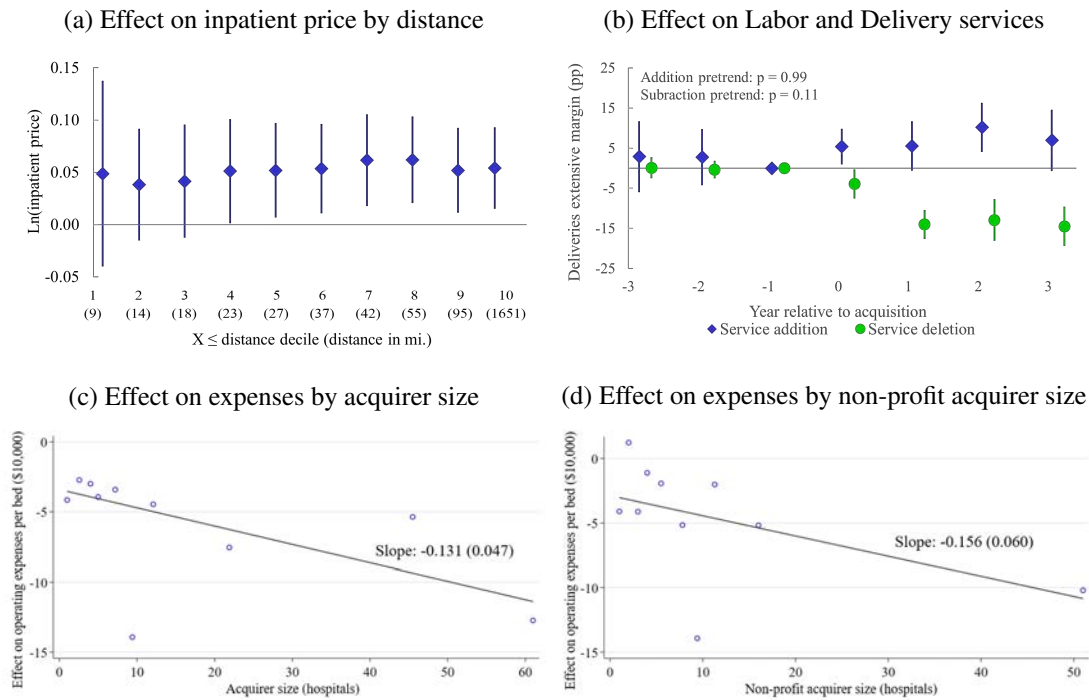 (a) Effect on inpatient price by distance
Ln(inpatient price)
0.15
0.10
0.05
0.00
-0.05
1 2 3 4 5 6 7 8 9 10
(9) (14) (18) (23) (27) (37) (42) (55) (95) (1651)
X ≤ distance decile (distance in mi.)
(b) Effect on Labor and Delivery services
Deliveries extensive margin (pp)
25
15
5
-5
-15
-25
Addition pretrend: p = 0.99
Subtraction pretrend: p = 0.11
-3 -2 -1 0 1 2 3
Year relative to acquisition
Service addition Service deletion
(c) Effect on expenses by acquirer size
Effect on operating expenses per bed ($10,000)
0
-5
-10
-15
Slope: -0.131 (0.047)
0 10 20 30 40 50 60
Acquirer size (hospitals)
(d) Effect on expenses by non-profit acquirer size
Effect on operating expenses per bed ($10,000)
0
-5
-10
-15
Slope: -0.156 (0.060)
0 10 20 30 40 50
Non-profit acquirer size (hospitals)